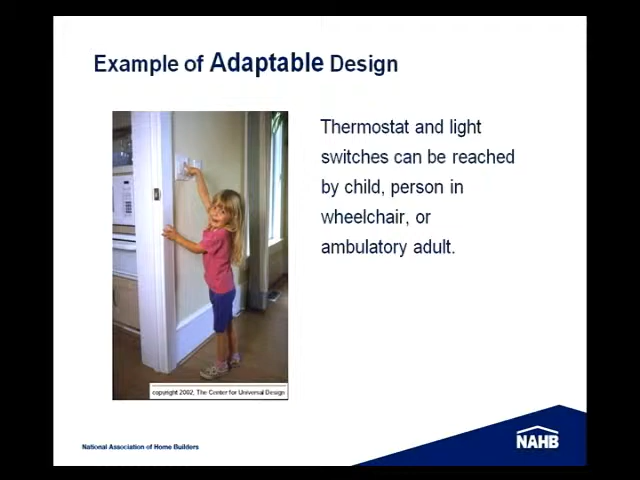 Example of Adaptable Design
Thermostat and light
switches can be reached
by child, person in
wheelchair, or
ambulatory adult.
copyright 2002, The Center for Universal Design
National Association of Home Builders
NAHB